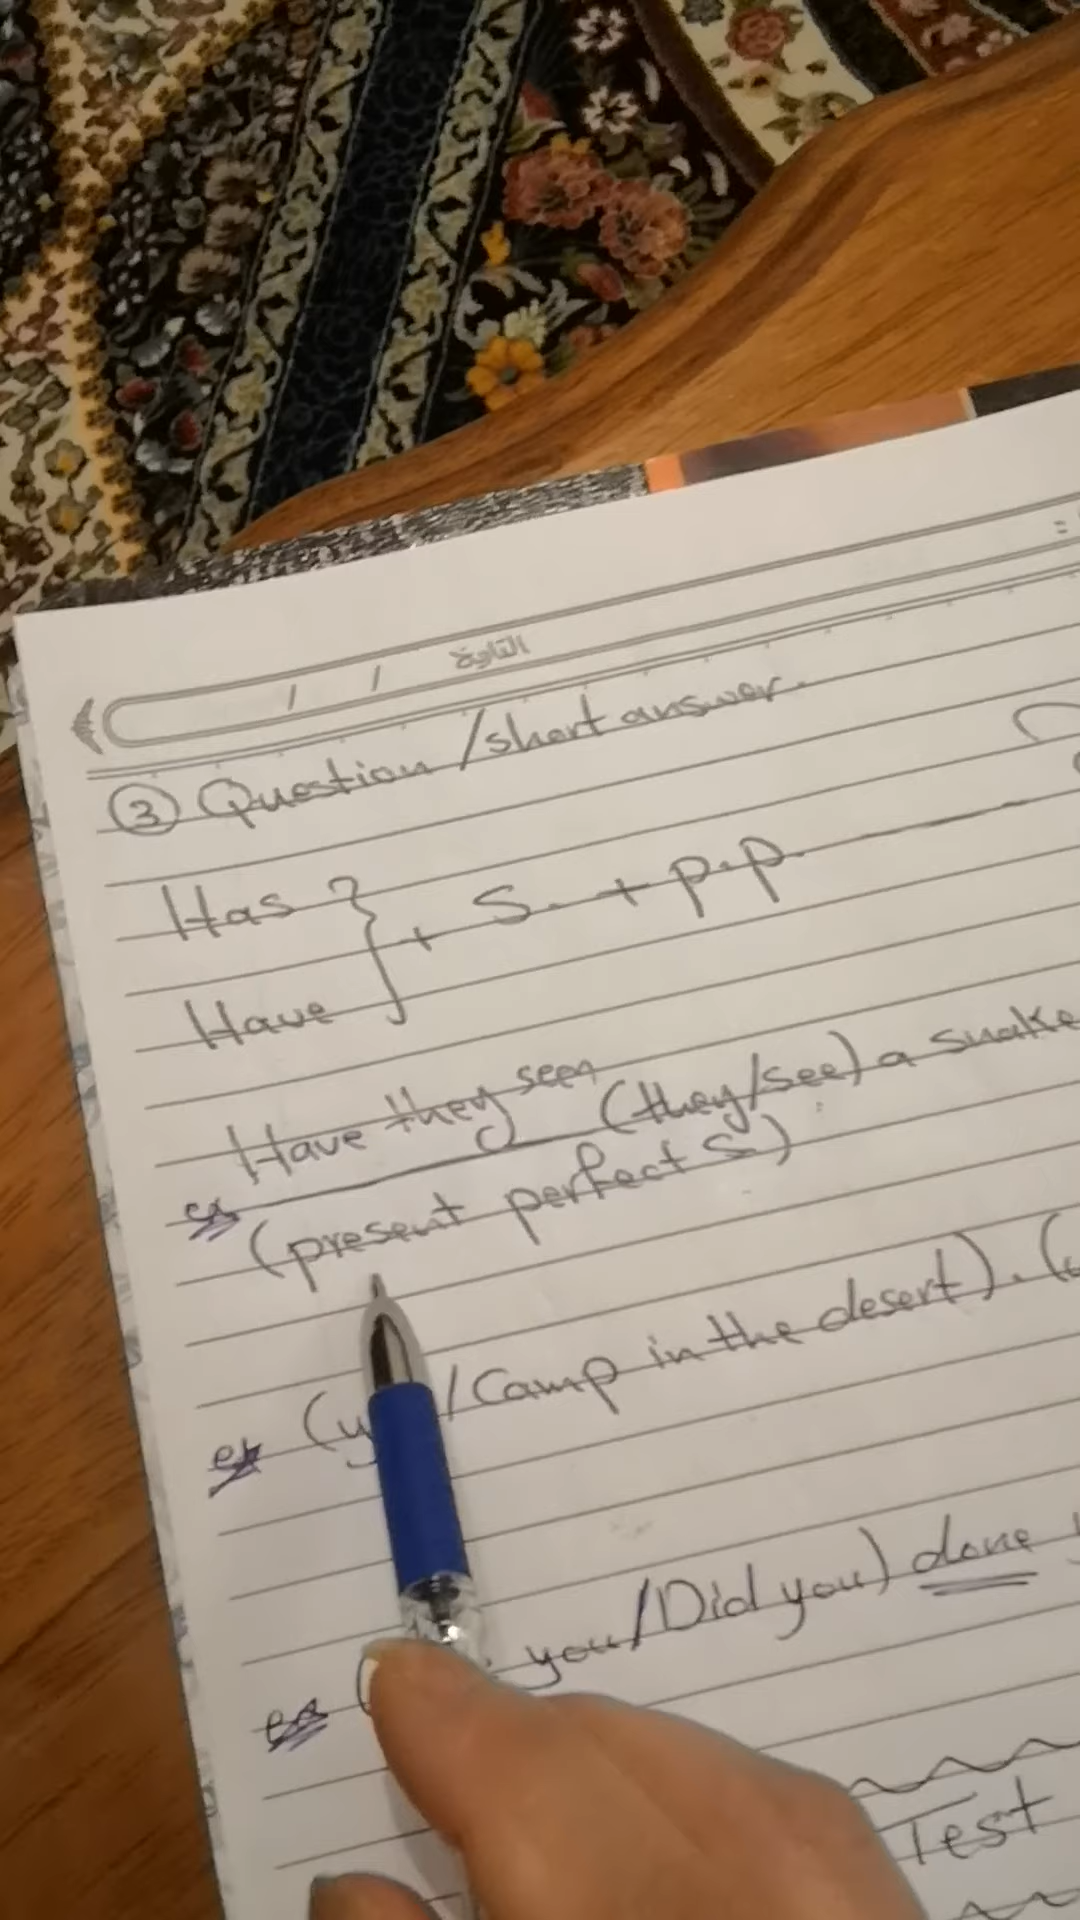 التاريخ / /
③ Question / short answer.
Has } + S. + p.p.
Have
Have they seen (they/see) a snake
ex (present perfect S)
ex (y / Camp in the desert). (
ex ( you/Did you) done
Test